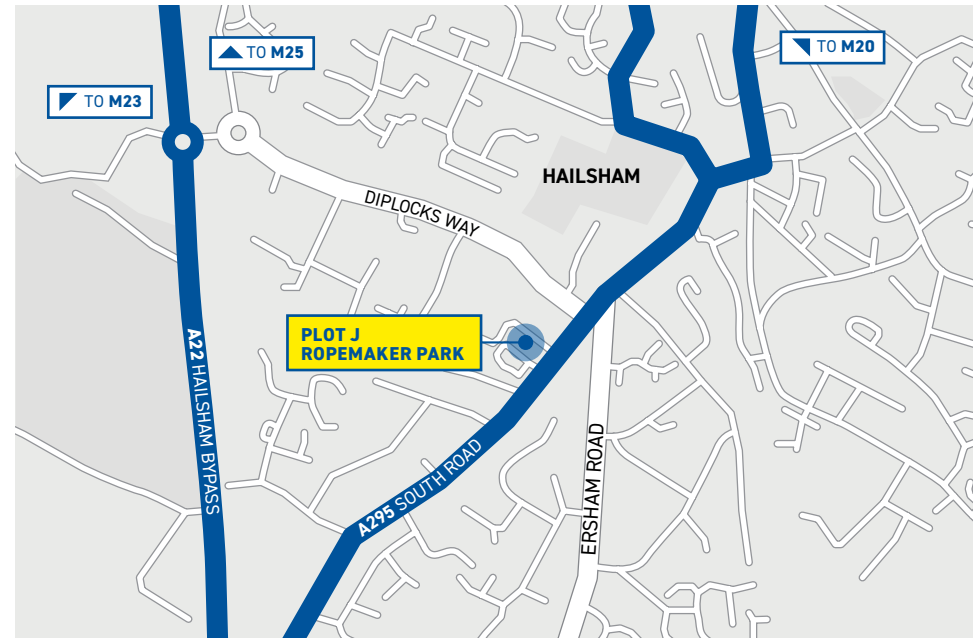 TO M25
TO M20
TO M23
HAILSHAM
DIPLOCKS WAY
PLOT J
ROPEMAKER PARK
A22 HAILSHAM BYPASS
A295 SOUTH ROAD
ERSHAM ROAD